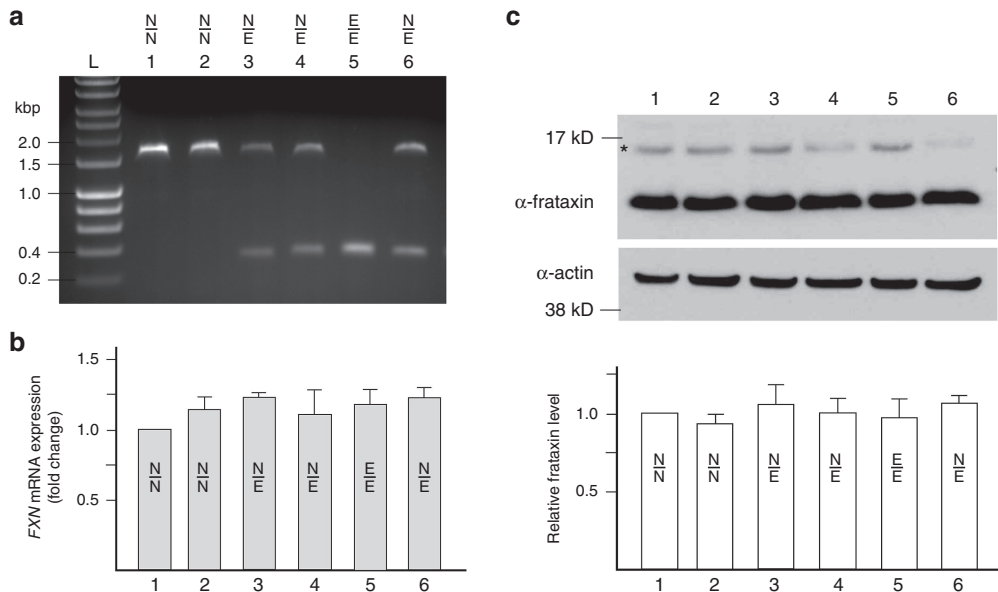 a
N N N N E N
N N E E E E
L 1 2 3 4 5 6
kbp
2.0
1.5
1.0
0.4
0.2
b
FXN mRNA expression
(fold change)
1.5
1.0
0.5
N N N N E N
N N E E E E
1 2 3 4 5 6
c
1 2 3 4 5 6
17 kD
*
α-frataxin
α-actin
38 kD
Relative frataxin level
1.0
0.5
N N N N E N
N N E E E E
1 2 3 4 5 6